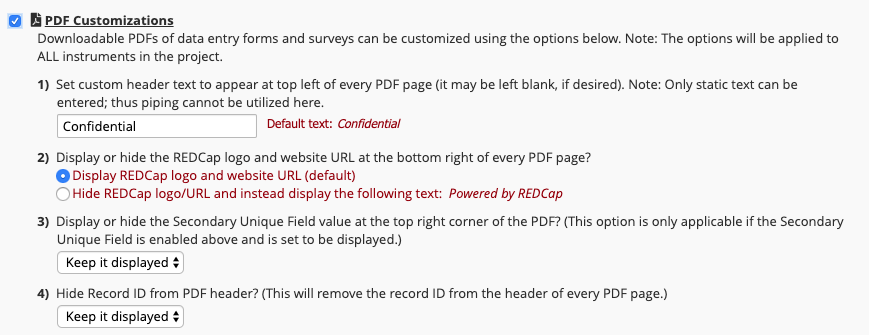 PDF Customizations
Downloadable PDFs of data entry forms and surveys can be customized using the options below. Note: The options will be applied to
ALL instruments in the project.
1) Set custom header text to appear at top left of every PDF page (it may be left blank, if desired). Note: Only static text can be
entered; thus piping cannot be utilized here.
Confidential Default text: Confidential
2) Display or hide the REDCap logo and website URL at the bottom right of every PDF page?
Display REDCap logo and website URL (default)
Hide REDCap logo/URL and instead display the following text: Powered by REDCap
3) Display or hide the Secondary Unique Field value at the top right corner of the PDF? (This option is only applicable if the Secondary
Unique Field is enabled above and is set to be displayed.)
Keep it displayed
4) Hide Record ID from PDF header? (This will remove the record ID from the header of every PDF page.)
Keep it displayed